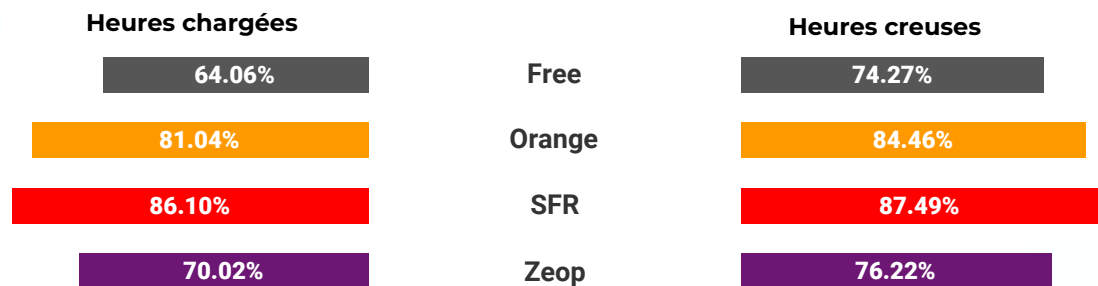 Heures chargées Heures creuses
64.06% Free 74.27%
81.04% Orange 84.46%
86.10% SFR 87.49%
70.02% Zeop 76.22%